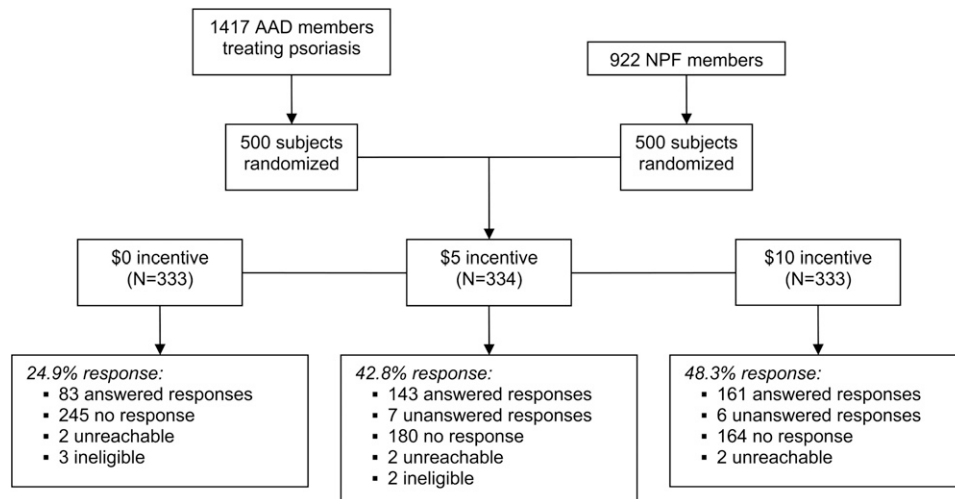 1417 AAD members
treating psoriasis
922 NPF members
500 subjects
randomized
500 subjects
randomized
$0 incentive
(N=333)
$5 incentive
(N=334)
$10 incentive
(N=333)
24.9% response:
▪ 83 answered responses
▪ 245 no response
▪ 2 unreachable
▪ 3 ineligible
42.8% response:
▪ 143 answered responses
▪ 7 unanswered responses
▪ 180 no response
▪ 2 unreachable
▪ 2 ineligible
48.3% response:
▪ 161 answered responses
▪ 6 unanswered responses
▪ 164 no response
▪ 2 unreachable